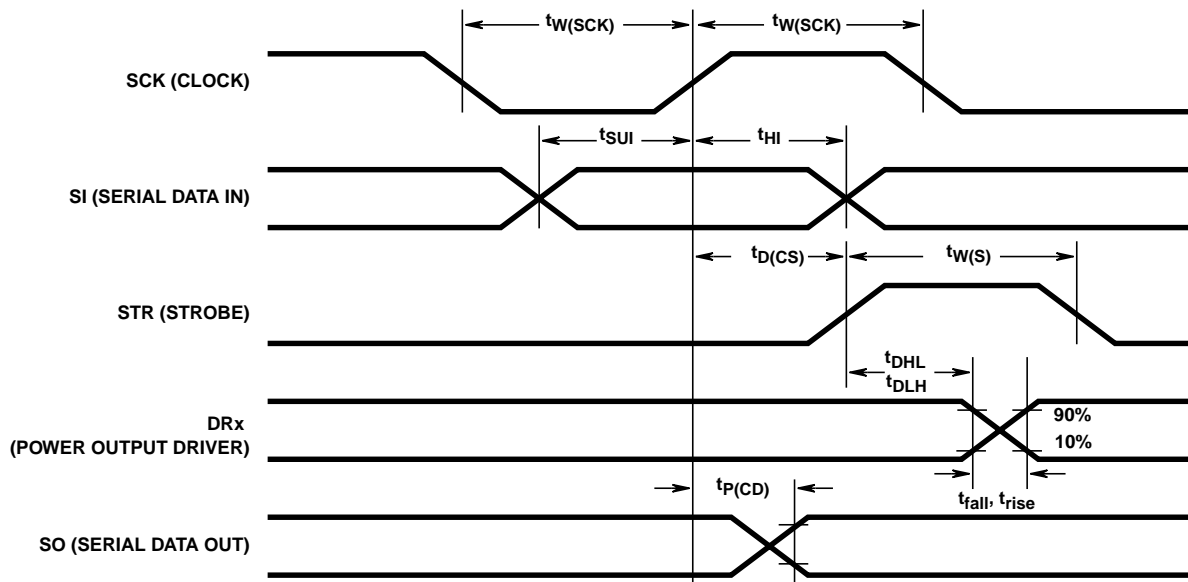 tW(SCK) tW(SCK)
SCK (CLOCK)
tSUI tHI
SI (SERIAL DATA IN)
tD(CS) tW(S)
STR (STROBE)
tDHL
tDLH
DRx
(POWER OUTPUT DRIVER)
90%
10%
tP(CD)
tfall, trise
SO (SERIAL DATA OUT)